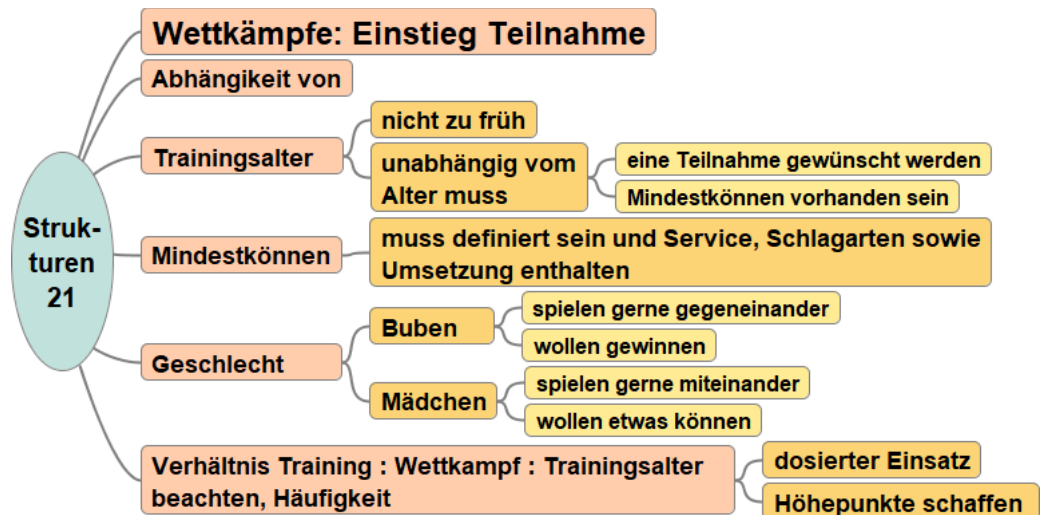 Wettkämpfe: Einstieg Teilnahme
Abhängikeit von
nicht zu früh
Trainingsalter
unabhängig vom
Alter muss
eine Teilnahme gewünscht werden
Mindestkönnen vorhanden sein
Struk-
turen
21
Mindestkönnen
muss definiert sein und Service, Schlagarten sowie
Umsetzung enthalten
Geschlecht
Buben
spielen gerne gegeneinander
wollen gewinnen
Mädchen
spielen gerne miteinander
wollen etwas können
Verhältnis Training : Wettkampf : Trainingsalter
beachten, Häufigkeit
dosierter Einsatz
Höhepunkte schaffen